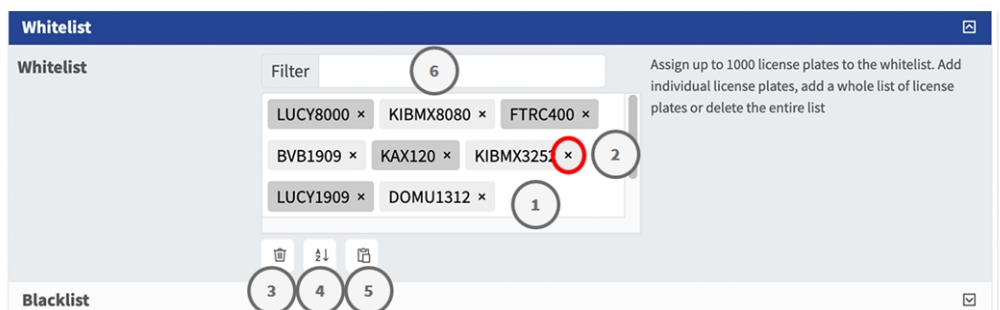 Whitelist
Whitelist
Filter
6
Assign up to 1000 license plates to the whitelist. Add
individual license plates, add a whole list of license
plates or delete the entire list
LUCY8000 × KIBMX8080 × FTRC400 ×
BVB1909 × KAX120 × KIBMX3252 × 2
LUCY1909 × DOMU1312 × 1
3 4 5
Blacklist